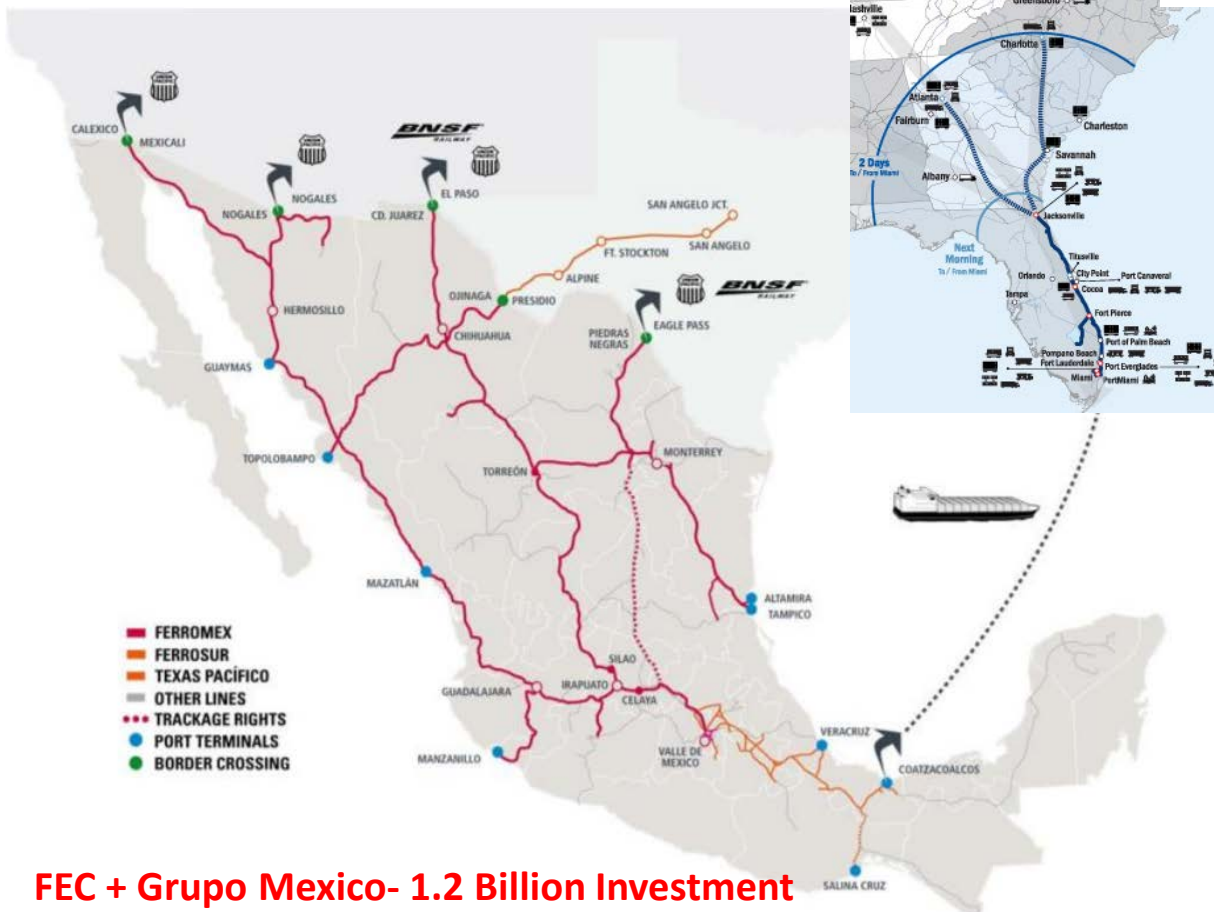 CALEXICO
MEXICALI
UNION
PACIFIC
NOGALES
NOGALES
BNSF
RAILWAY
EL PASO
CD. JUAREZ
SAN ANGELO JCT.
SAN ANGELO
FT. STOCKTON
ALPINE
OJINAGA
PRESIDIO
HERMOSILLO
CHIHUAHUA
PIEDRAS
NEGRAS
EAGLE PASS
BNSF
RAILWAY
GUAYMAS
TOPOLOBAMPO
TORREÓN
MONTERREY
MAZATLÁN
ALTAMIRA
TAMPICO
SILAO
GUADALAJARA
IRAPUATO
CELAYA
MANZANILLO
VALLE DE
MEXICO
VERACRUZ
COATZACOALCOS
SALINA CRUZ
FERROMEX
FERROSUR
TEXAS PACÍFICO
OTHER LINES
TRACKAGE RIGHTS
PORT TERMINALS
BORDER CROSSING
Greensboro
Charlotte
Atlanta
Fairburn
Charleston
2 Days
To / From Miami
Savannah
Albany
Jacksonville
Next
Morning
To / From Miami
Titusville
Orlando
City Point
Port Canaveral
Cocoa
Tampa
Fort Pierce
Port of Palm Beach
Pompano Beach
Fort Lauderdale
Port Everglades
Miami
PortMiami
FEC + Grupo Mexico- 1.2 Billion Investment